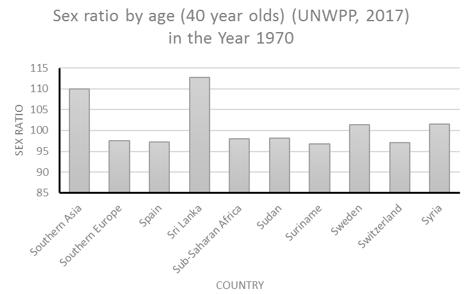 Sex ratio by age (40 year olds) (UNWPP, 2017)
in the Year 1970
115
110
105
100
95
90
85
SEX RATIO
Southern Asia
Southern Europe
Spain
Sri Lanka
Sub-Saharan Africa
Sudan
Suriname
Sweden
Switzerland
Syria
COUNTRY